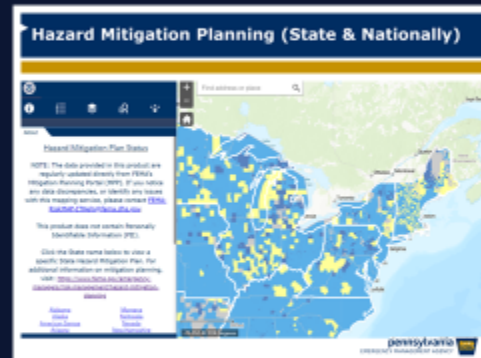 Hazard Mitigation Planning (State & Nationally)
Find address or place
Hazard Mitigation Plan Status
NOTE: The data provided in this product are
regularly updated directly from FEMA's
Mitigation Planning Portal (MPP). If you notice
any data discrepancies, or identify any issues
with this mapping service, please contact FEMA-
This product does not contain Personally
Identifiable Information (PII).
Click the State name below to view a
specific State Hazard Mitigation Plan. For
additional information on mitigation planning,
visit:
Alabama Montana
Alaska Nebraska
American Samoa Nevada
Toronto
pennsylvania
EMERGENCY MANAGEMENT AGENCY